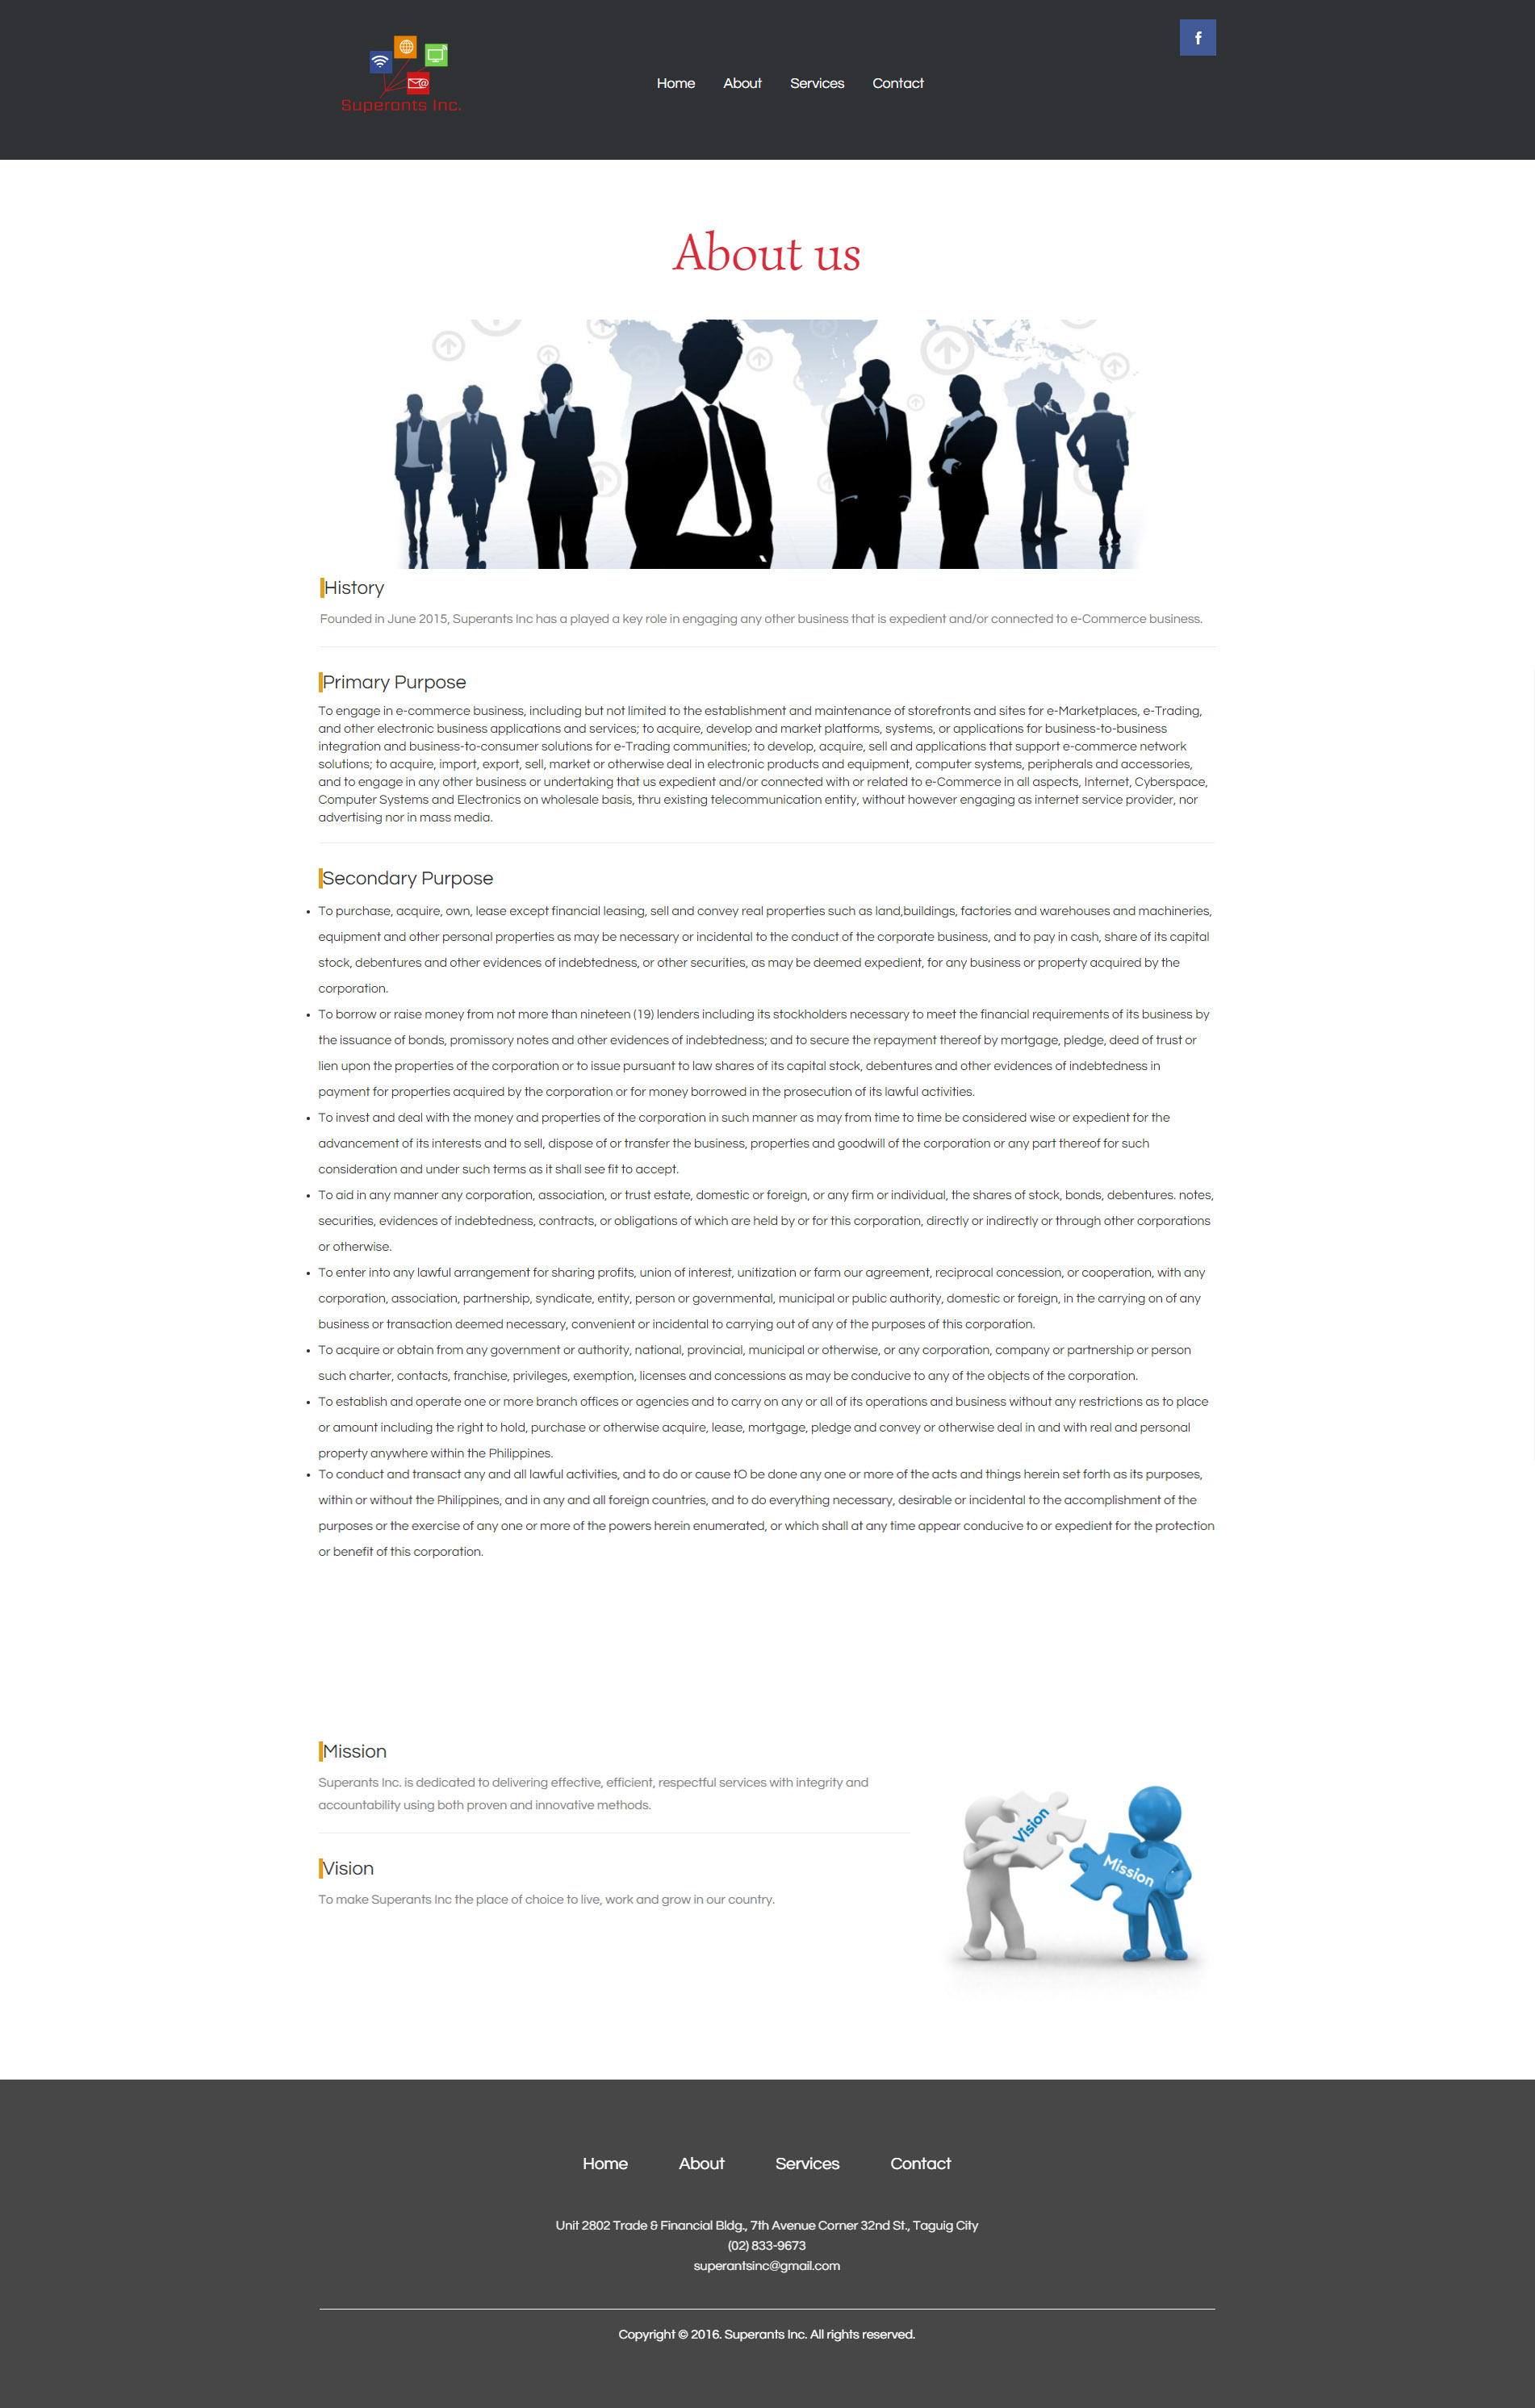 Superants Inc.
Home About Services Contact
f
About us
History
Founded in June 2015, Superants Inc has a played a key role in engaging any other business that is expedient and/or connected to e-Commerce business.
Primary Purpose
To engage in e-commerce business, including but not limited to the establishment and maintenance of storefronts and sites for e-Marketplaces, e-Trading,
and other electronic business applications and services; to acquire, develop and market platforms, systems, or applications for business-to-business
integration and business-to-consumer solutions for e-Trading communities; to develop, acquire, sell and applications that support e-commerce network
solutions; to acquire, import, export, sell, market or otherwise deal in electronic products and equipment, computer systems, peripherals and accessories,
and to engage in any other business or undertaking that us expedient and/or connected with or related to e-Commerce in all aspects, Internet, Cyberspace,
Computer Systems and Electronics on wholesale basis, thru existing telecommunication entity, without however engaging as internet service provider, nor
advertising nor in mass media.
Secondary Purpose
• To purchase, acquire, own, lease except financial leasing, sell and convey real properties such as land,buildings, factories and warehouses and machineries,
equipment and other personal properties as may be necessary or incidental to the conduct of the corporate business, and to pay in cash, share of its capital
stock, debentures and other evidences of indebtedness, or other securities, as may be deemed expedient, for any business or property acquired by the
corporation.
• To borrow or raise money from not more than nineteen (19) lenders including its stockholders necessary to meet the financial requirements of its business by
the issuance of bonds, promissory notes and other evidences of indebtedness; and to secure the repayment thereof by mortgage, pledge, deed of trust or
lien upon the properties of the corporation or to issue pursuant to law shares of its capital stock, debentures and other evidences of indebtedness in
payment for properties acquired by the corporation or for money borrowed in the prosecution of its lawful activities.
• To invest and deal with the money and properties of the corporation in such manner as may from time to time be considered wise or expedient for the
advancement of its interests and to sell, dispose of or transfer the business, properties and goodwill of the corporation or any part thereof for such
consideration and under such terms as it shall see fit to accept.
• To aid in any manner any corporation, association, or trust estate, domestic or foreign, or any firm or individual, the shares of stock, bonds, debentures. notes,
securities, evidences of indebtedness, contracts, or obligations of which are held by or for this corporation, directly or indirectly or through other corporations
or otherwise.
• To enter into any lawful arrangement for sharing profits, union of interest, unitization or farm our agreement, reciprocal concession, or cooperation, with any
corporation, association, partnership, syndicate, entity, person or governmental, municipal or public authority, domestic or foreign, in the carrying on of any
business or transaction deemed necessary, convenient or incidental to carrying out of any of the purposes of this corporation.
• To acquire or obtain from any government or authority, national, provincial, municipal or otherwise, or any corporation, company or partnership or person
such charter, contacts, franchise, privileges, exemption, licenses and concessions as may be conducive to any of the objects of the corporation.
• To establish and operate one or more branch offices or agencies and to carry on any or all of its operations and business without any restrictions as to place
or amount including the right to hold, purchase or otherwise acquire, lease, mortgage, pledge and convey or otherwise deal in and with real and personal
property anywhere within the Philippines.
• To conduct and transact any and all lawful activities, and to do or cause tO be done any one or more of the acts and things herein set forth as its purposes,
within or without the Philippines, and in any and all foreign countries, and to do everything necessary, desirable or incidental to the accomplishment of the
purposes or the exercise of any one or more of the powers herein enumerated, or which shall at any time appear conducive to or expedient for the protection
or benefit of this corporation.
Mission
Superants Inc. is dedicated to delivering effective, efficient, respectful services with integrity and
accountability using both proven and innovative methods.
Vision
To make Superants Inc the place of choice to live, work and grow in our country.
Vision
Mission
Home About Services Contact
Unit 2802 Trade & Financial Bldg., 7th Avenue Corner 32nd St., Taguig City
(02) 833-9673
superantsinc@gmail.com
Copyright © 2016. Superants Inc. All rights reserved.